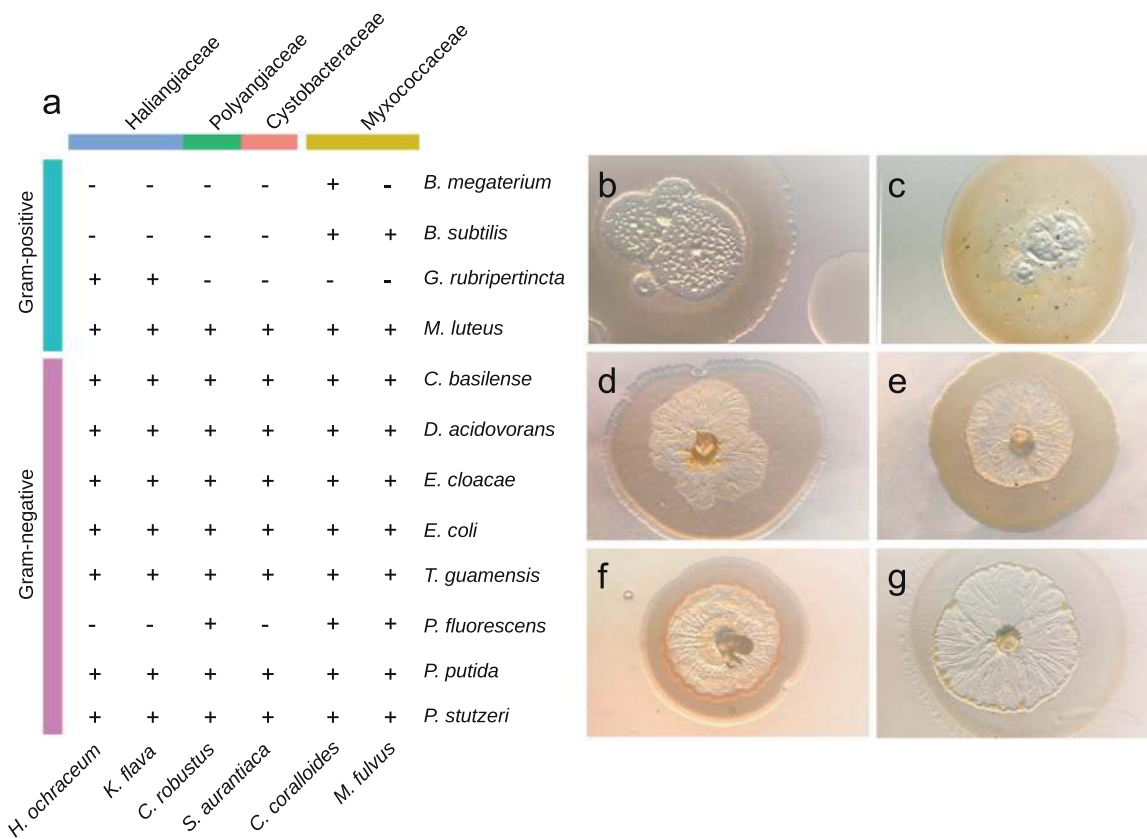 a
Haliangiaceae
Polyangiaceae
Cystobacteraceae
Myxococcaceae
Gram-positive
- - - - + - B. megaterium
- - - - + + B. subtilis
+ + - - - - G. rubripertincta
+ + + + + + M. luteus
Gram-negative
+ + + + + + C. basilense
+ + + + + + D. acidovorans
+ + + + + + E. cloacae
+ + + + + + E. coli
+ + + + + + T. guamensis
- - + - + + P. fluorescens
+ + + + + + P. putida
+ + + + + + P. stutzeri
H. ochraceum
K. flava
C. robustus
S. aurantiaca
C. coralloides
M. fulvus
b
c
d
e
f
g